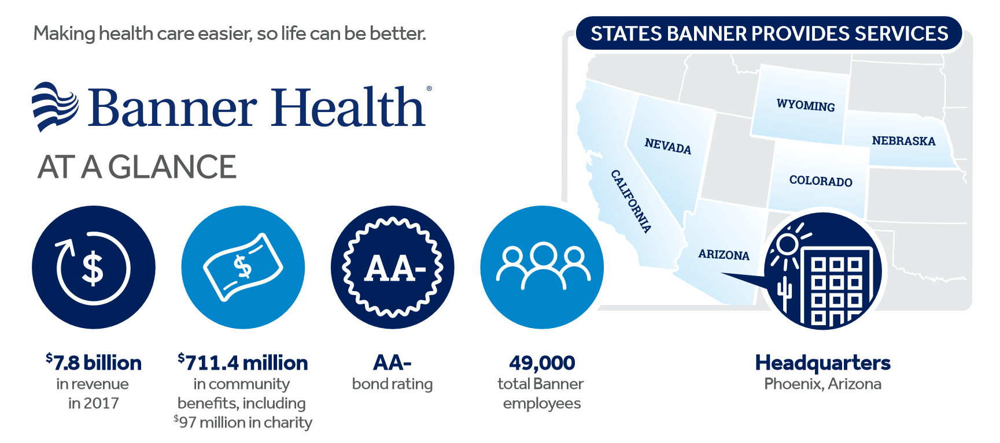 Making health care easier, so life can be better.
Banner Health®
AT A GLANCE
STATES BANNER PROVIDES SERVICES
WYOMING
NEBRASKA
NEVADA
COLORADO
CALIFORNIA
ARIZONA
$
$
AA-
$7.8 billion
in revenue
in 2017
$711.4 million
in community
benefits, including
$97 million in charity
AA-
bond rating
49,000
total Banner
employees
Headquarters
Phoenix, Arizona